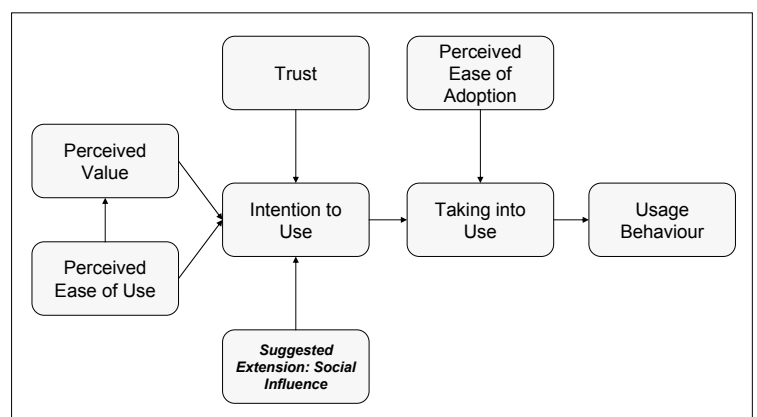 Trust
Perceived
Ease of
Adoption
Perceived
Value
Intention to
Use
Taking into
Use
Usage
Behaviour
Perceived
Ease of Use
Suggested
Extension: Social
Influence